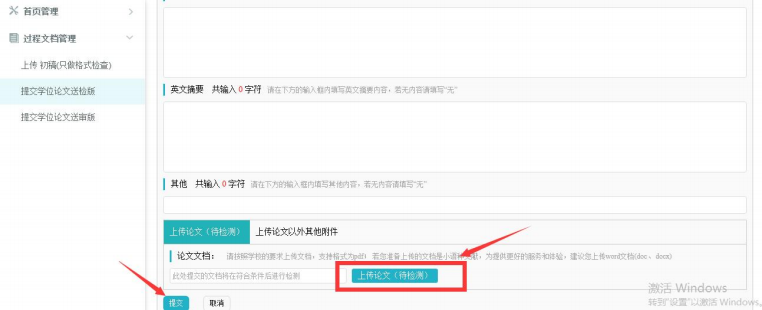 首页管理
过程文档管理
上传 初稿(只做格式检查)
提交学位论文送检版
提交学位论文送审版
英文摘要 共输入 0 字符 请在下方的输入框内填写英文摘要内容，若无内容请填写"无"
其他 共输入 0 字符 请在下方的输入框内填写其他内容，若无内容请填写"无"
上传论文（待检测） 上传论文以外其他附件
论文文档： 请按照学校的要求上传文档，支持格式为pdf） 若您准备上传的文档是小语种，为提供更好的服务和体验，建议您上传word文档(doc、docx)
此处提交的文档将在符合条件后进行检测 上传论文（待检测）
提交 取消
激活 Windows
转到"设置"以激活 Windows。